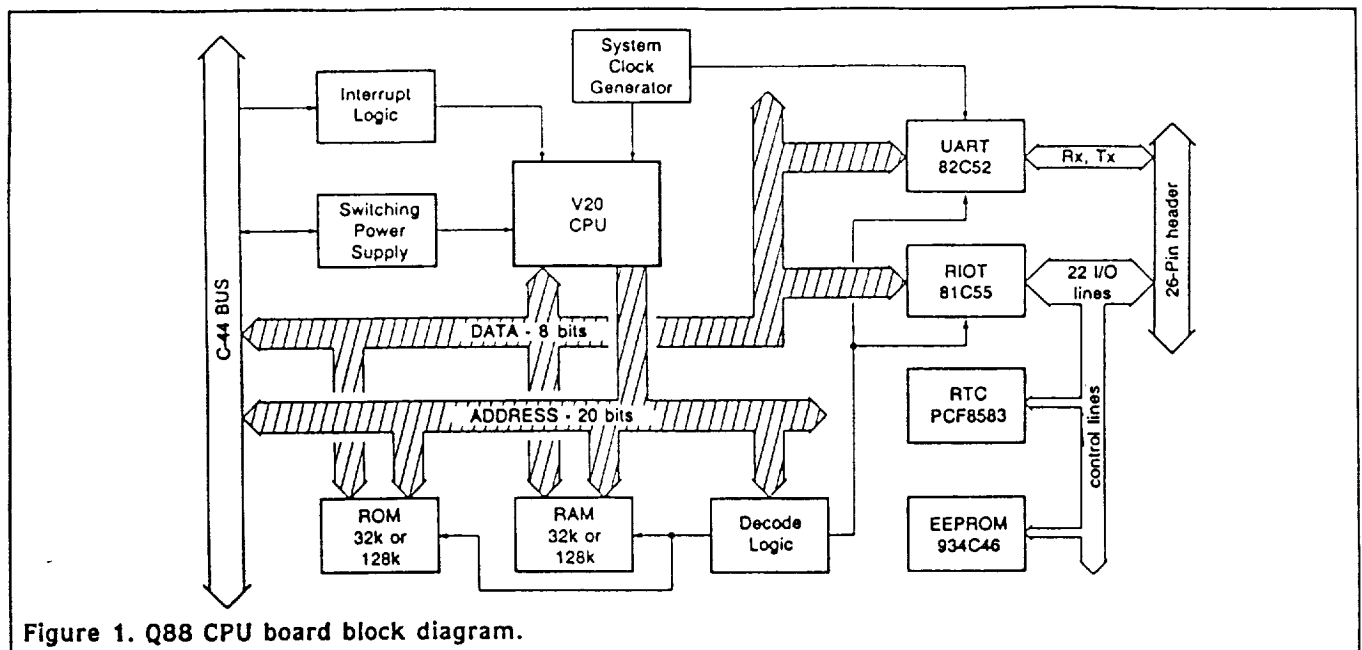 System
Clock
Generator
Interrupt
Logic
UART
82C52
Rx, Tx
V20
CPU
Switching
Power
Supply
C-44 BUS
26-Pin header
RIOT
81C55
22 I/O
lines
DATA - 8 bits
RTC
PCF8583
ADDRESS - 20 bits
control lines
ROM
32k or
128k
RAM
32k or
128k
Decode
Logic
EEPROM
934C46
Figure 1. Q88 CPU board block diagram.